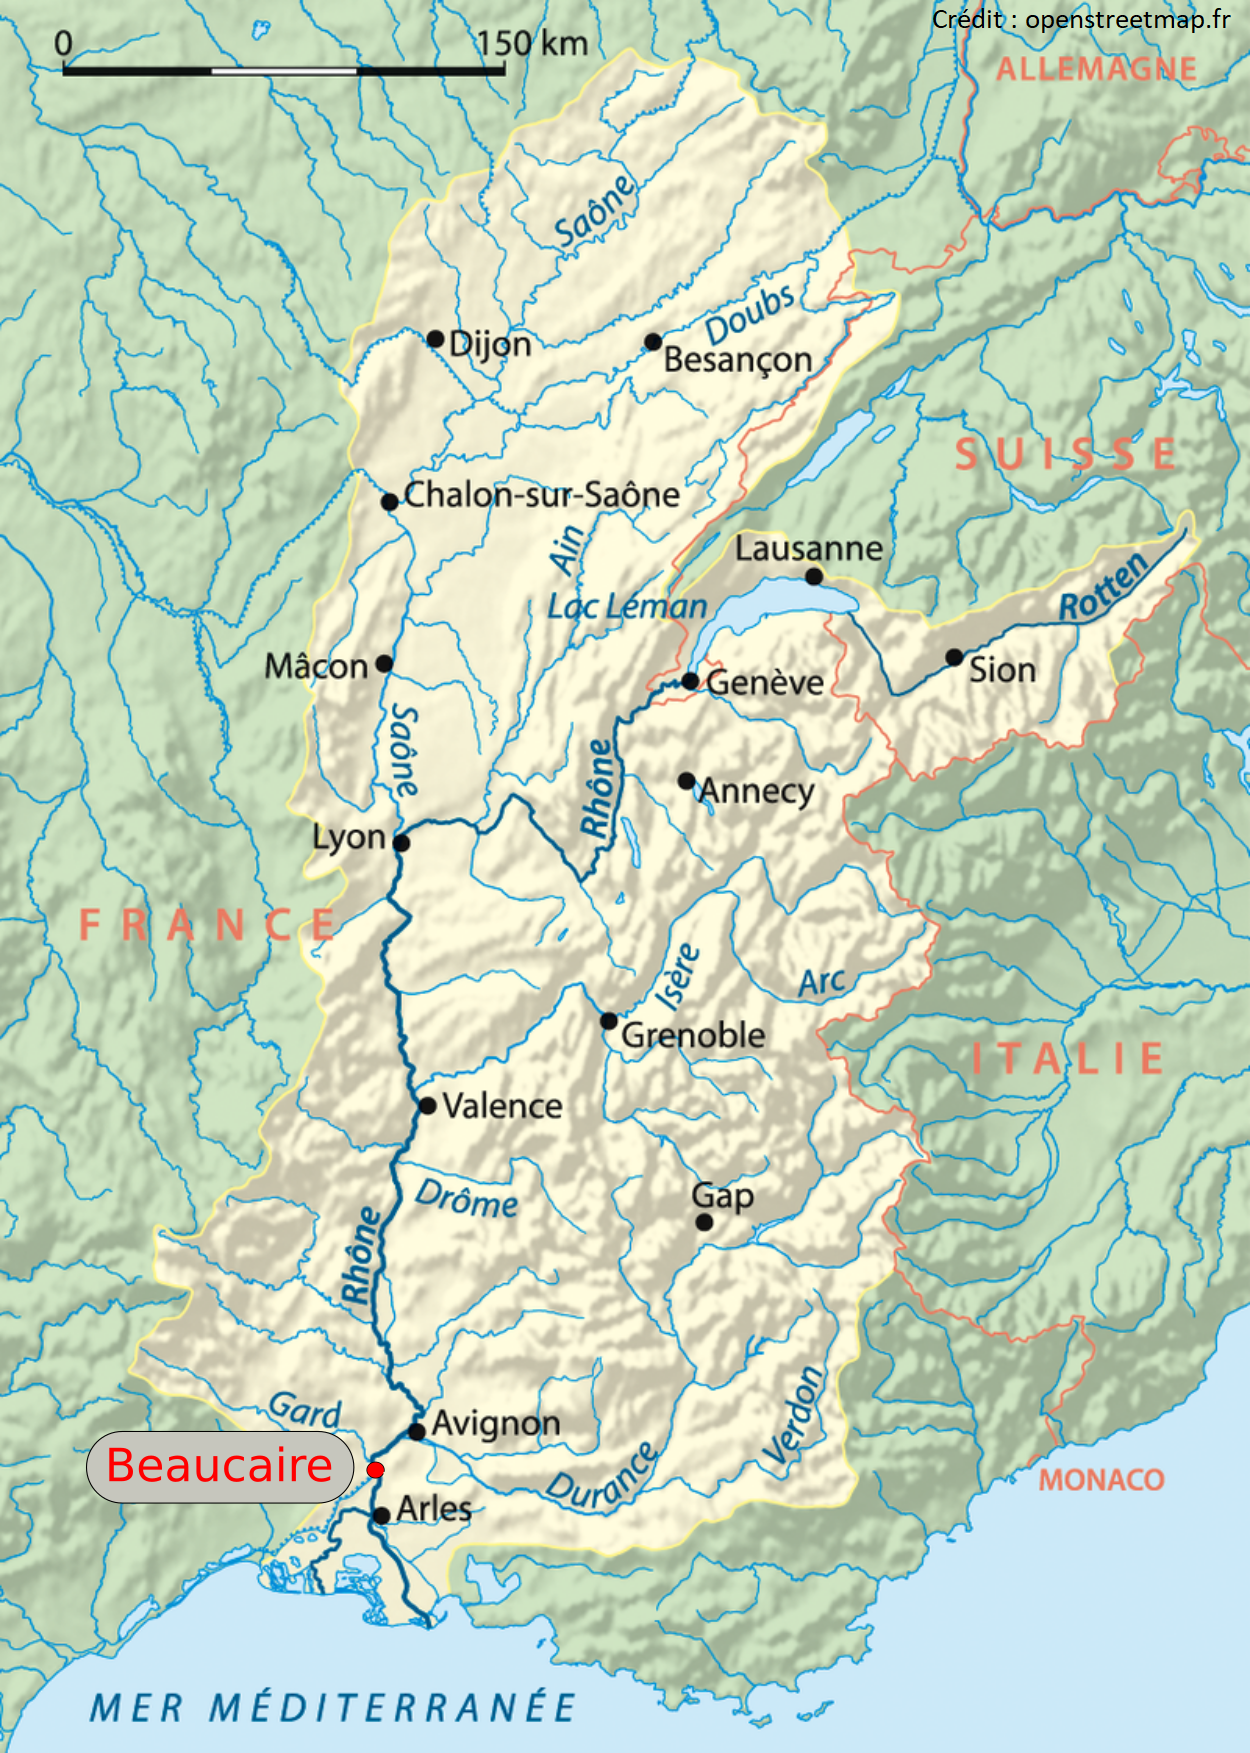 Crédit : openstreetmap.fr
0
150 km
ALLEMAGNE
Saône
Doubs
Dijon
Besançon
SUISSE
Chalon-sur-Saône
Ain
Lausanne
Rotten
Lac Léman
Mâcon
Genève
Sion
Saône
Rhône
Annecy
Lyon
FRANCE
Isère
Arc
Grenoble
ITALIE
Valence
Drôme
Gap
Rhône
Gard
Avignon
Verdon
Beaucaire
Durance
MONACO
Arles
MER MÉDITERRANÉE